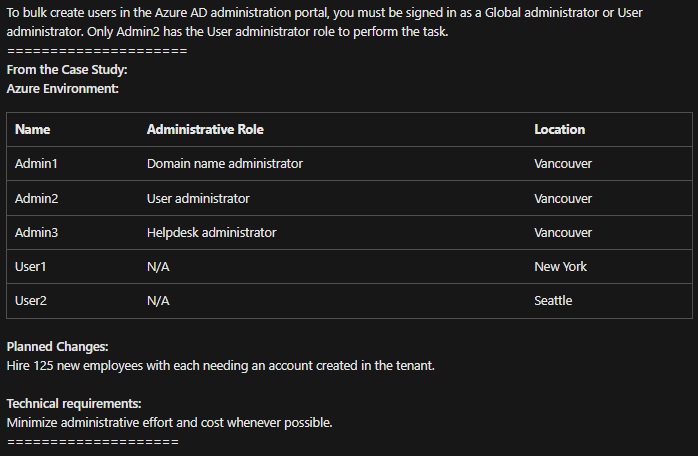 To bulk create users in the Azure AD administration portal, you must be signed in as a Global administrator or User
administrator. Only Admin2 has the User administrator role to perform the task.
=====================
From the Case Study:
Azure Environment:
Name Administrative Role Location
Admin1 Domain name administrator Vancouver
Admin2 User administrator Vancouver
Admin3 Helpdesk administrator Vancouver
User1 N/A New York
User2 N/A Seattle
Planned Changes:
Hire 125 new employees with each needing an account created in the tenant.
Technical requirements:
Minimize administrative effort and cost whenever possible.
====================